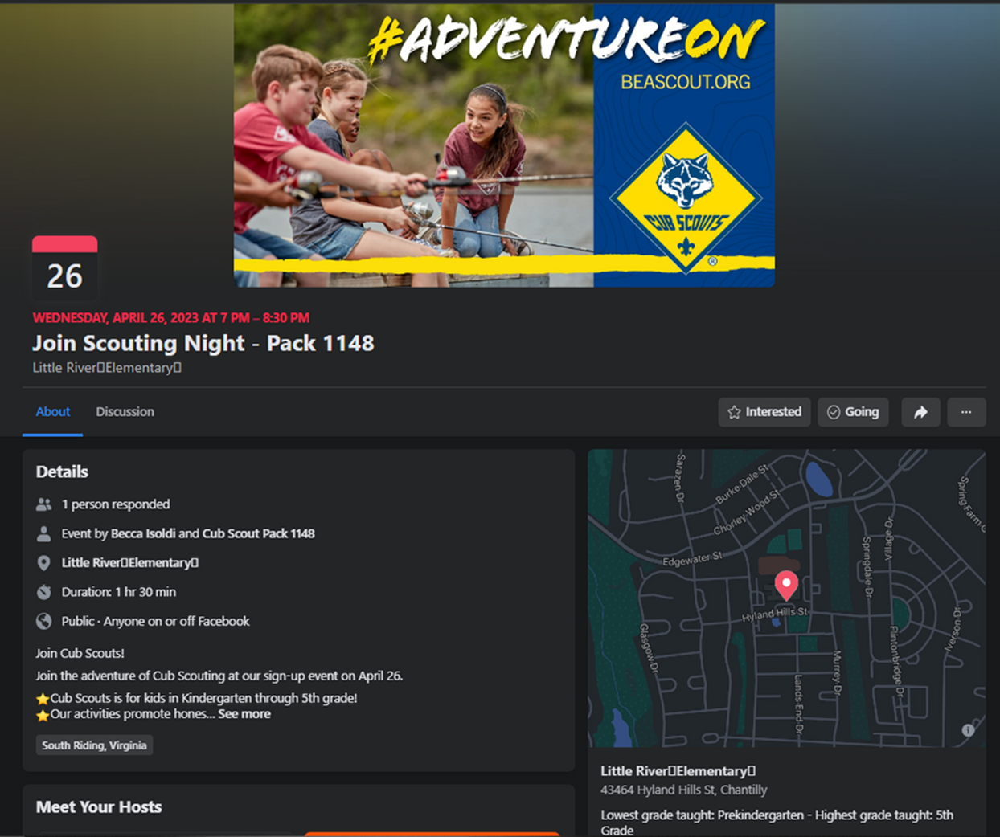 #ADVENTUREON
BEASCOUT.ORG
CUB SCOUTS
®
26
WEDNESDAY, APRIL 26, 2023 AT 7 PM – 8:30 PM
Join Scouting Night - Pack 1148
Little River▯Elementary▯
About
Discussion
Interested
Going
...
Details
1 person responded
Event by Becca Isoldi and Cub Scout Pack 1148
Little River▯Elementary▯
Duration: 1 hr 30 min
Public · Anyone on or off Facebook
Join Cub Scouts!
Join the adventure of Cub Scouting at our sign-up event on April 26.
⭐Cub Scouts is for kids in Kindergarten through 5th grade!
⭐Our activities promote hones... See more
South Riding, Virginia
Meet Your Hosts
Sarazen Dr
Burke Dale St
Chorley Wood St
Edgewater St
Spring Farm C
Village Dr
Springdale Dr
Hyland Hills St
Glasgow Dr
Iverson Dr
Flintonbridge Dr
Murrey Dr
Lands End Dr
Little River▯Elementary▯
43464 Hyland Hills St, Chantilly
Lowest grade taught: Prekindergarten - Highest grade taught: 5th
Grade